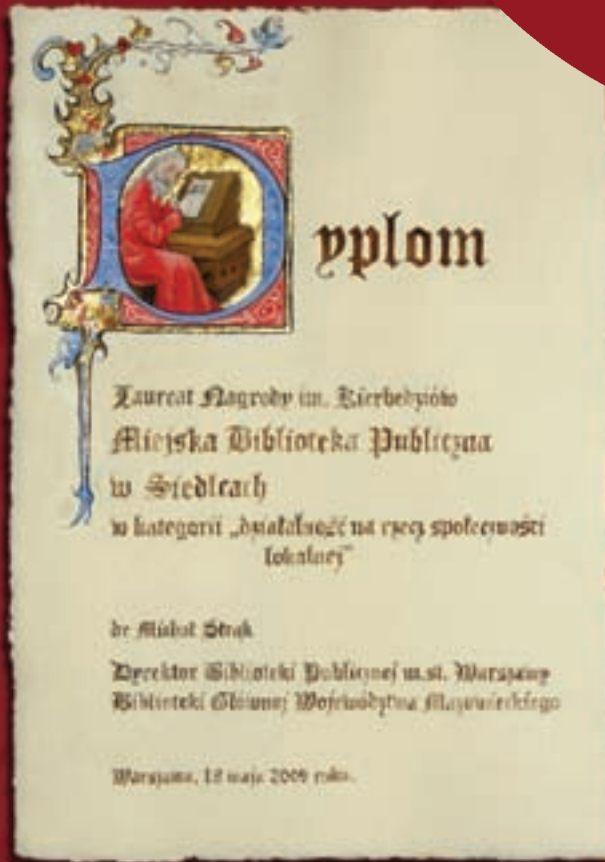 Dyplom
Laureat Nagrody im. Kierbedziów
Miejska Biblioteka Publiczna
w Siedlcach
w kategorii „działalność na rzecz społeczności
lokalnej”
dr Michał Strąk
Dyrektor Biblioteki Publicznej m.st. Warszawy
Biblioteki Głównej Województwa Mazowieckiego
Warszawa, 18 maja 2009 roku.